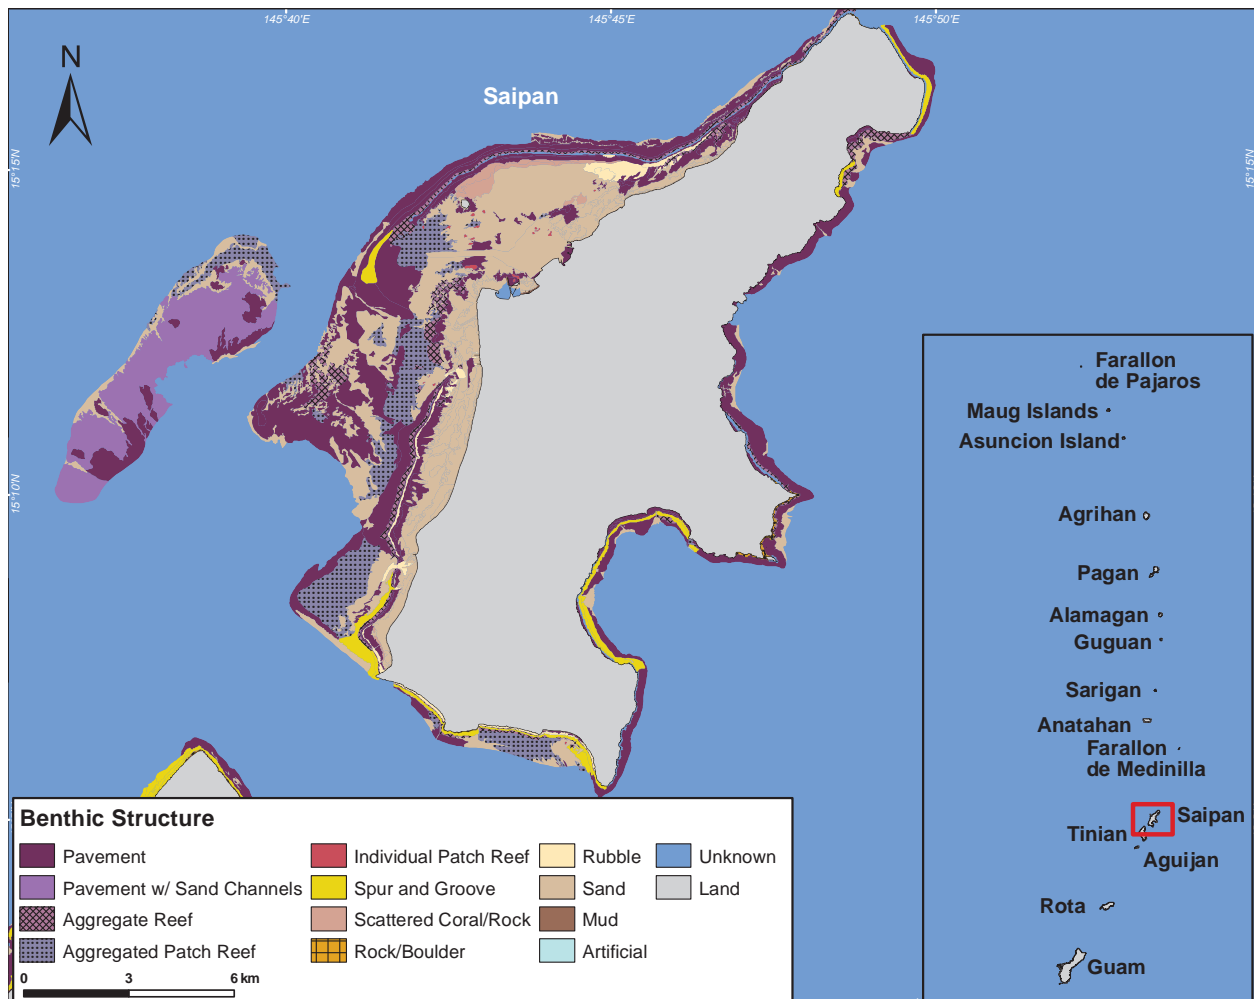 145°40'E
145°45'E
145°50'E
N
Saipan
15°15'N
15°15'N
15°10'N
Farallon
de Pajaros
Maug Islands
Asuncion Island
Agrihan
Pagan
Alamagan
Guguan
Sarigan
Anatahan
Farallon
de Medinilla
Saipan
Tinian
Aguijan
Rota
Guam
Benthic Structure
Pavement
Individual Patch Reef
Rubble
Unknown
Pavement w/ Sand Channels
Spur and Groove
Sand
Land
Aggregate Reef
Scattered Coral/Rock
Mud
Aggregated Patch Reef
Rock/Boulder
Artificial
0 3 6 km